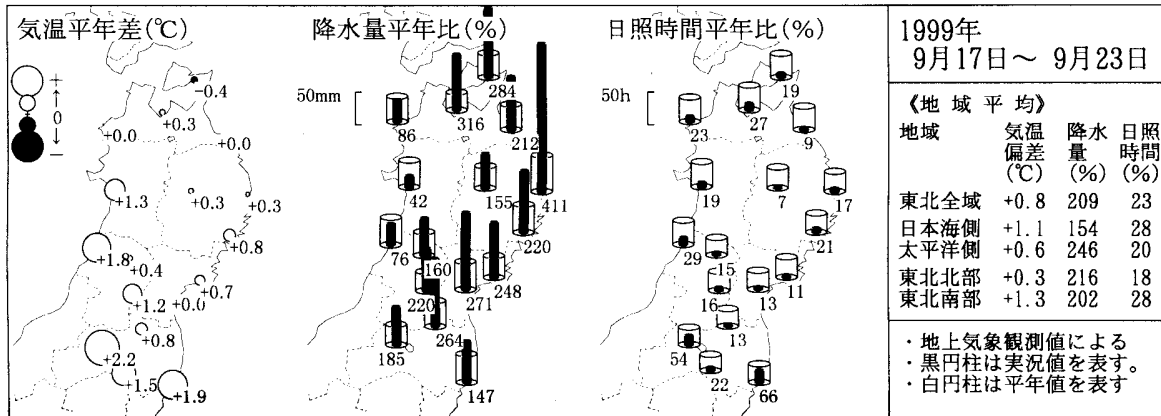 気温平年差(℃)
+
↑
0
↓
−
−0.4
+0.3
+0.0
+0.0
+1.3
+0.3
+0.3
+0.8
+1.8
+0.4
+0.7
+1.2
+0.0
+0.8
+2.2
+1.5
+1.9
降水量平年比(%)
50mm
284
316
86
212
42
155
411
220
76
160
248
220
271
264
185
147
日照時間平年比(%)
50h
19
27
23
9
19
7
17
21
29
15
11
16
13
13
54
22
66
1999年
9月17日～ 9月23日
《地 域 平 均》
地域 気温 降水 日照
偏差 量 時間
(℃) (%) (%)
東北全域 +0.8 209 23
日本海側 +1.1 154 28
太平洋側 +0.6 246 20
東北北部 +0.3 216 18
東北南部 +1.3 202 28
・地上気象観測値による
・黒円柱は実況値を表す。
・白円柱は平年値を表す